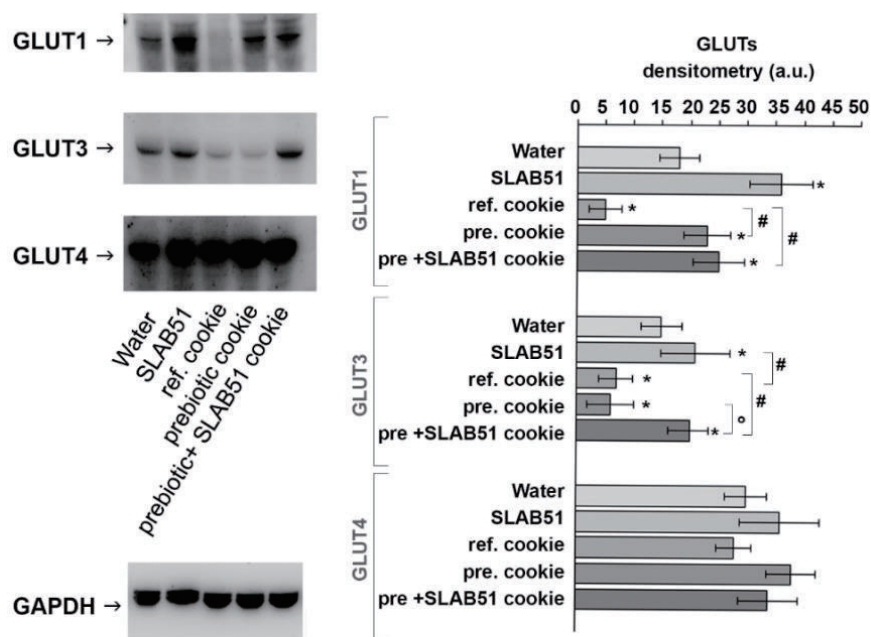 GLUT1 →
GLUT3 →
GLUT4 →
Water
SLAB51
ref. cookie
prebiotic cookie
prebiotic+ SLAB51 cookie
GAPDH →
GLUTs
densitometry (a.u.)
0 5 10 15 20 25 30 35 40 45 50
GLUT1
Water
SLAB51 *
ref. cookie *
pre. cookie *
pre +SLAB51 cookie *
#
#
GLUT3
Water
SLAB51 *
ref. cookie *
pre. cookie *
pre +SLAB51 cookie *
#
#
°
GLUT4
Water
SLAB51
ref. cookie
pre. cookie
pre +SLAB51 cookie